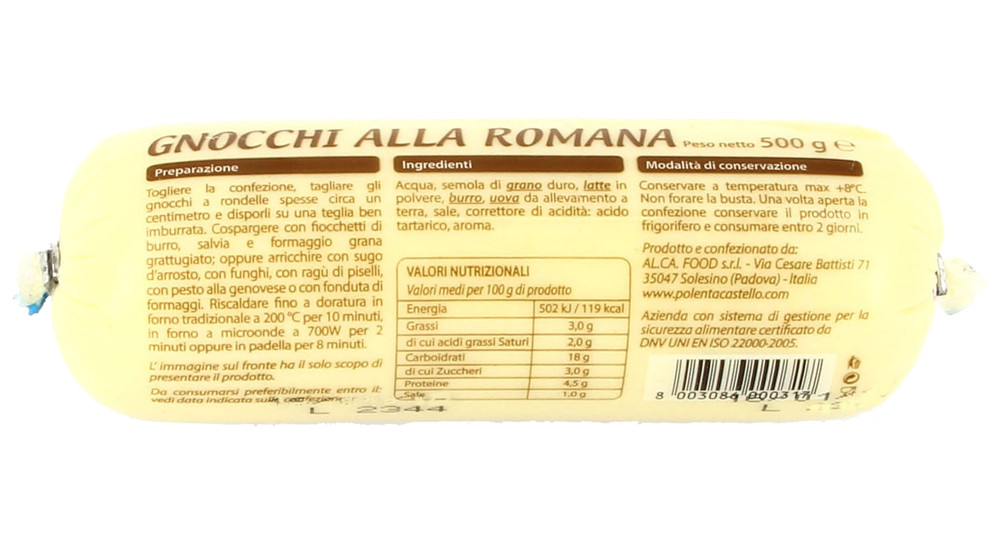 GNOCCHI ALLA ROMANA Peso netto 500 g ℮
Preparazione
Togliere la confezione, tagliare gli
gnocchi a rondelle spesse circa un
centimetro e disporli su una teglia ben
imburrata. Cospargere con fiocchetti di
burro, salvia e formaggio grana
grattugiato; oppure arricchire con sugo
d'arrosto, con funghi, con ragù di piselli,
con pesto alla genovese o con fonduta di
formaggi. Riscaldare fino a doratura in
forno tradizionale a 200 °C per 10 minuti,
in forno a microonde a 700W per 2
minuti oppure in padella per 8 minuti.
L' immagine sul fronte ha il solo scopo di
presentare il prodotto.
Da consumarsi preferibilmente entro il:
vedi data indicata sulla confezione
L 2344
Ingredienti
Acqua, semola di grano duro, latte in
polvere, burro, uova da allevamento a
terra, sale, correttore di acidità: acido
tartarico, aroma.
VALORI NUTRIZIONALI
Valori medi per 100 g di prodotto
Energia 502 kJ / 119 kcal
Grassi 3,0 g
di cui acidi grassi Saturi 2,0 g
Carboidrati 18 g
di cui Zuccheri 3,0 g
Proteine 4,5 g
Sale 1,0 g
Modalità di conservazione
Conservare a temperatura max +8°C.
Non forare la busta. Una volta aperta la
confezione conservare il prodotto in
frigorifero e consumare entro 2 giorni.
Prodotto e confezionato da:
AL.CA. FOOD s.r.l. - Via Cesare Battisti 71
35047 Solesino (Padova) - Italia
www.polentacastello.com
Azienda con sistema di gestione per la
sicurezza alimentare certificato da
DNV UNI EN ISO 22000-2005.
8 003084 000317
L